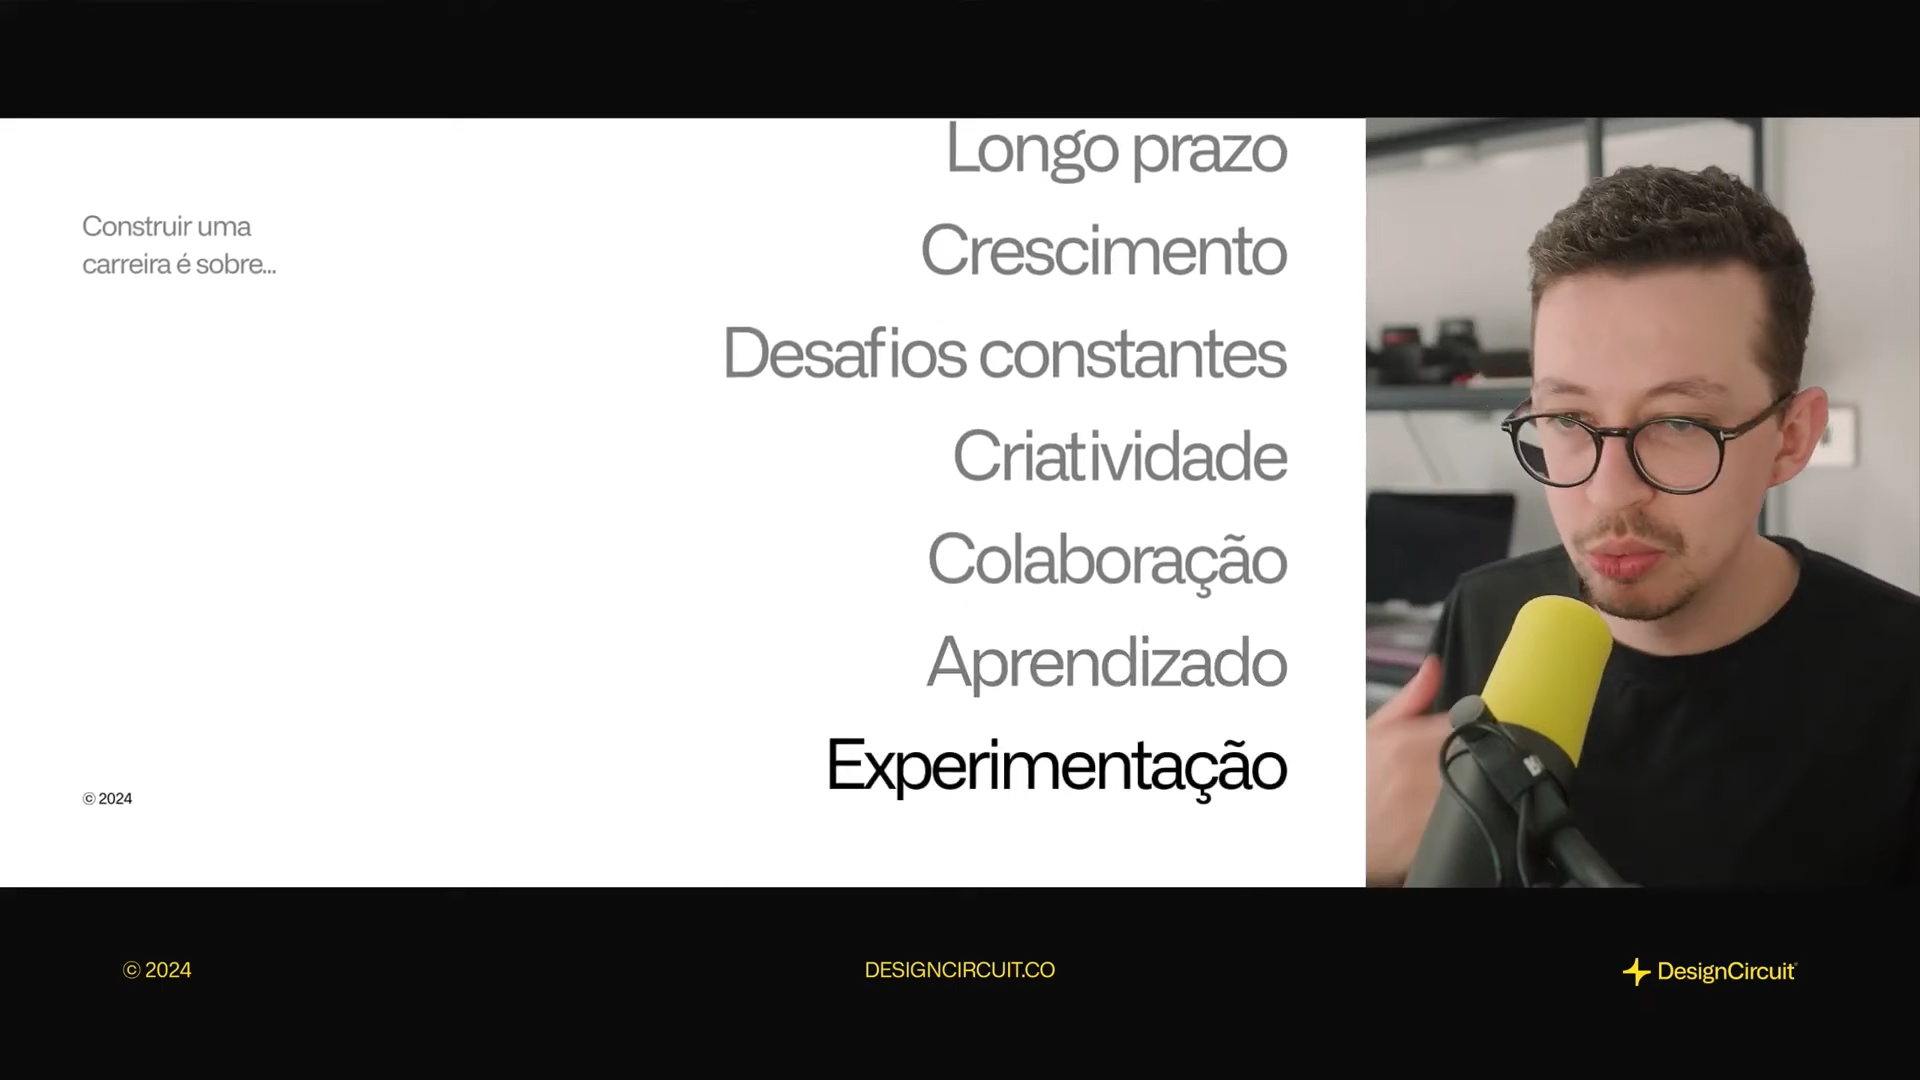 Construir uma
carreira é sobre...
Longo prazo
Crescimento
Desafios constantes
Criatividade
Colaboração
Aprendizado
Experimentação
© 2024
© 2024
DESIGNCIRCUIT.CO
DesignCircuit